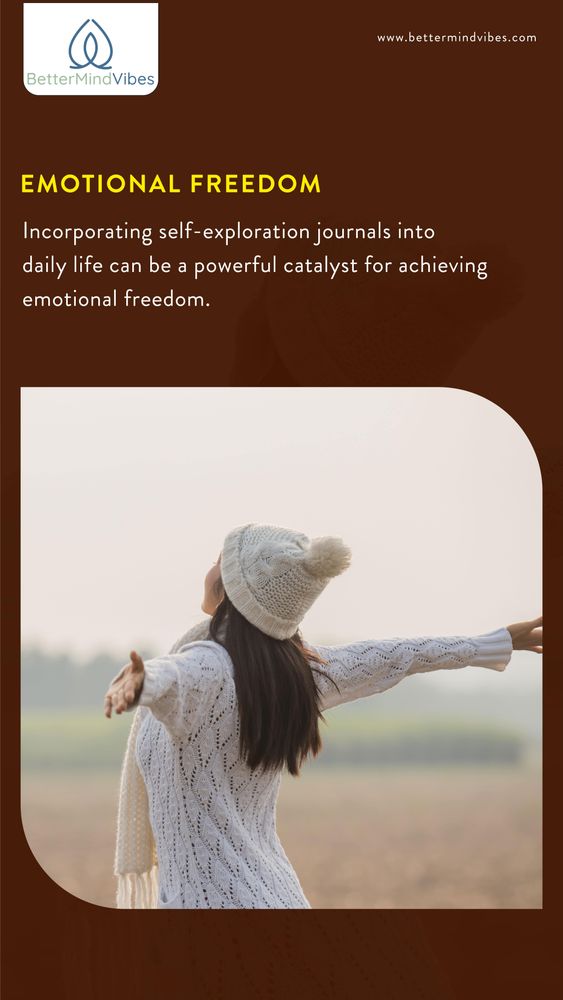 BetterMindVibes
www.bettermindvibes.com
EMOTIONAL FREEDOM
Incorporating self-exploration journals into
daily life can be a powerful catalyst for achieving
emotional freedom.